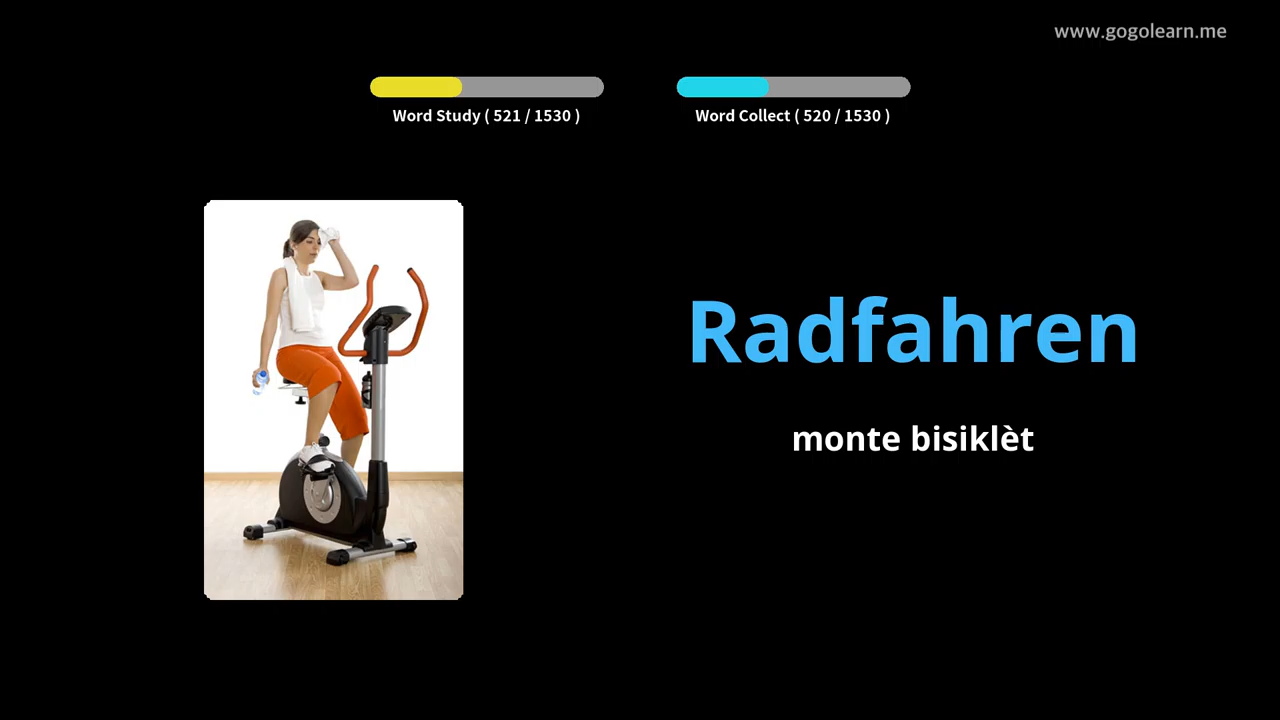 www.gogolearn.me
Word Study ( 521 / 1530 )
Word Collect ( 520 / 1530 )
Radfahren
monte bisiklèt